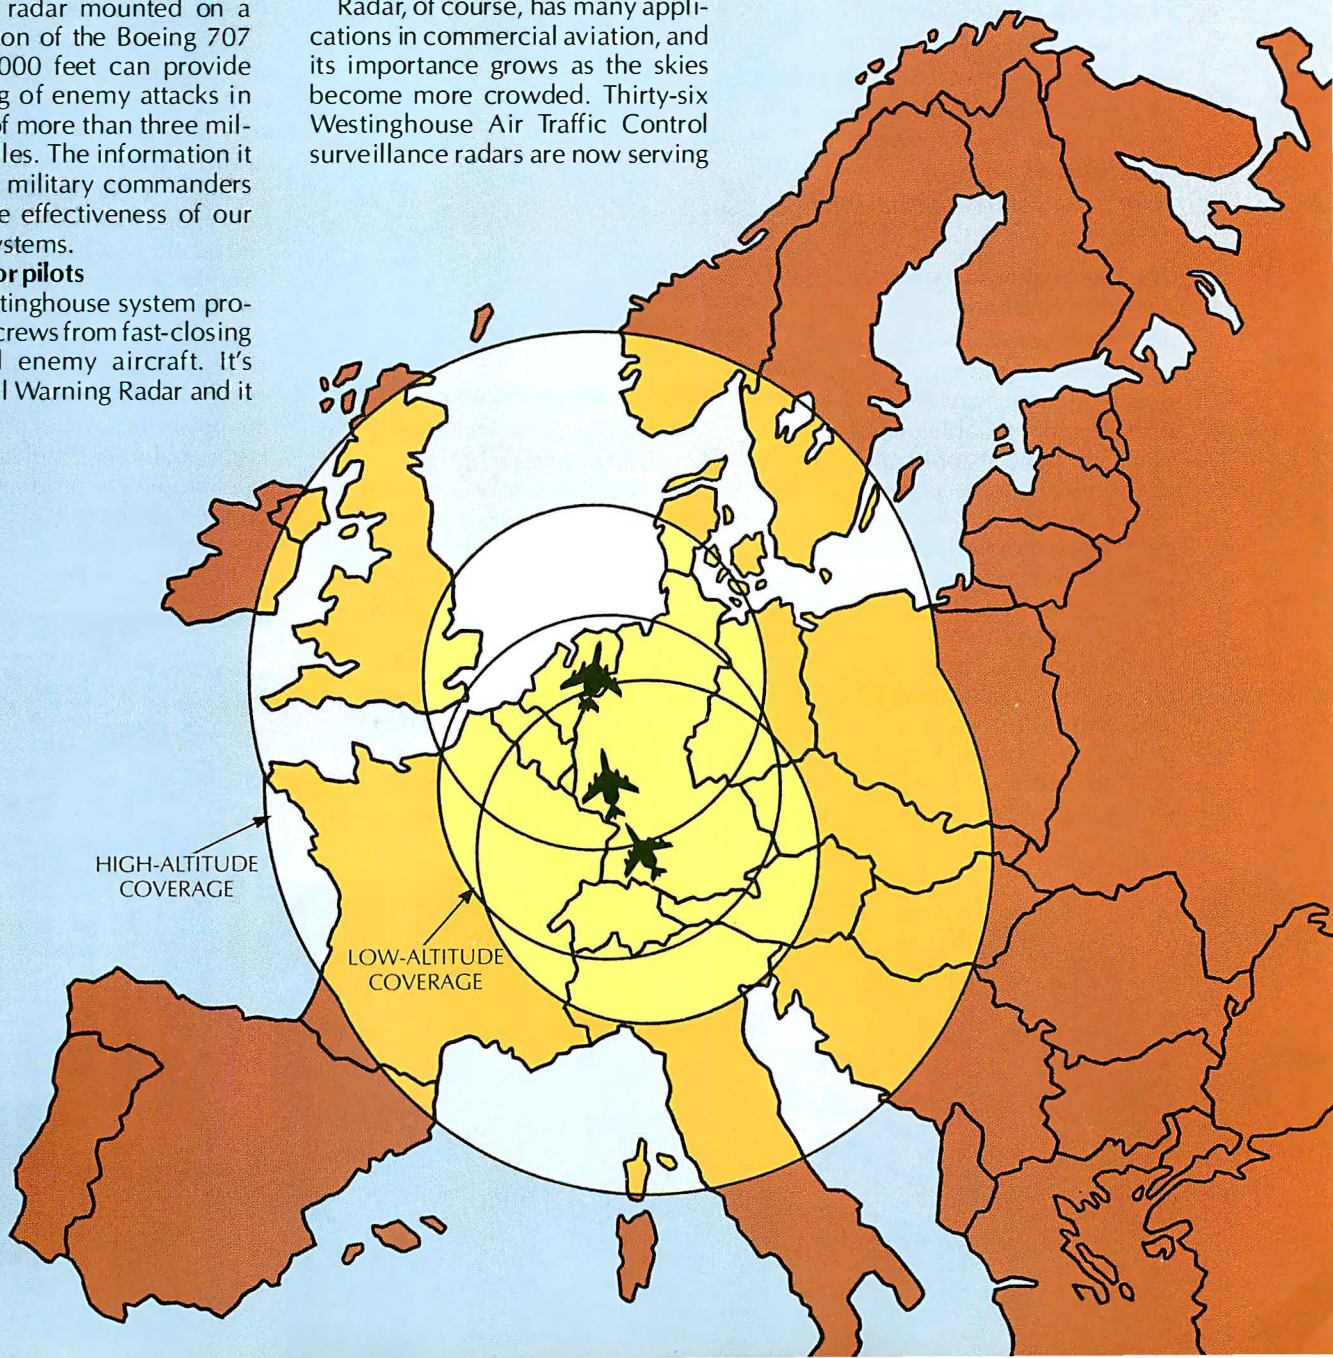 radar mounted on a
on of the Boeing 707
000 feet can provide
g of enemy attacks in
of more than three mil-
les. The information it
military commanders
e effectiveness of our
ystems.
or pilots
tinghouse system pro-
crews from fast-closing
enemy aircraft. It's
l Warning Radar and it
Radar, of course, has many appli-
cations in commercial aviation, and
its importance grows as the skies
become more crowded. Thirty-six
Westinghouse Air Traffic Control
surveillance radars are now serving
HIGH-ALTITUDE
COVERAGE
LOW-ALTITUDE
COVERAGE